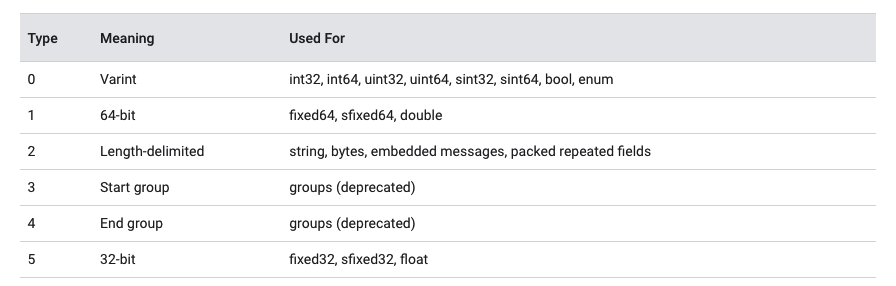 Type Meaning Used For
0 Varint int32, int64, uint32, uint64, sint32, sint64, bool, enum
1 64-bit fixed64, sfixed64, double
2 Length-delimited string, bytes, embedded messages, packed repeated fields
3 Start group groups (deprecated)
4 End group groups (deprecated)
5 32-bit fixed32, sfixed32, float